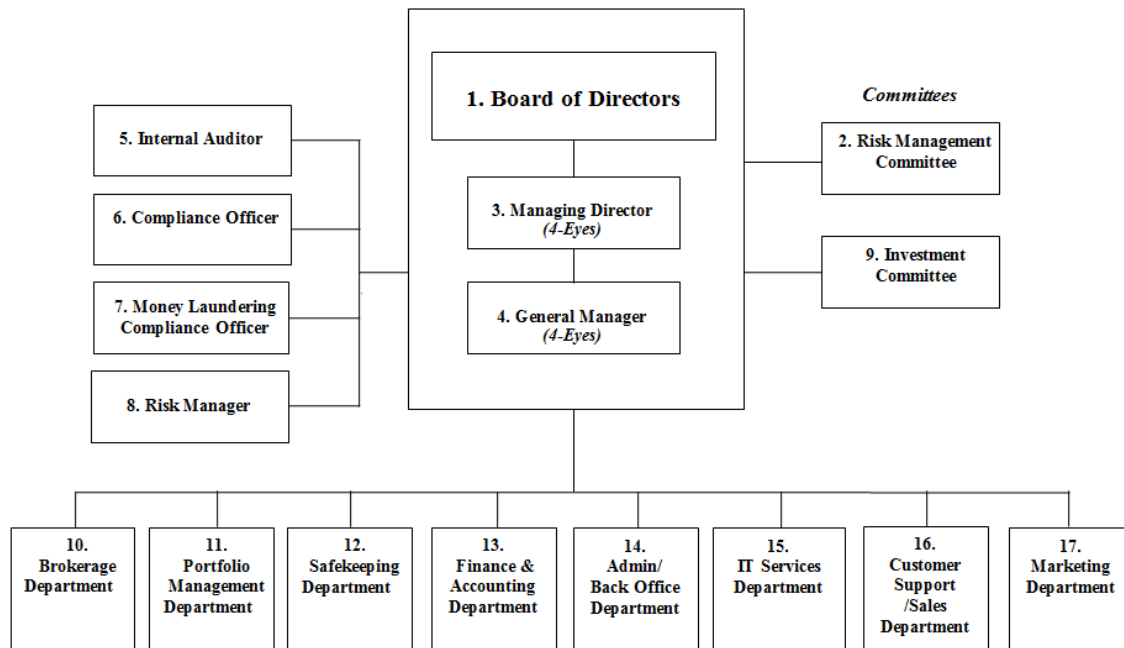 1. Board of Directors
Committees
5. Internal Auditor
2. Risk Management
Committee
6. Compliance Officer
3. Managing Director
(4-Eyes)
9. Investment
Committee
7. Money Laundering
Compliance Officer
4. General Manager
(4-Eyes)
8. Risk Manager
10.
Brokerage
Department
11.
Portfolio
Management
Department
12.
Safekeeping
Department
13.
Finance &
Accounting
Department
14.
Admin/
Back Office
Department
15.
IT Services
Department
16.
Customer
Support
/Sales
Department
17.
Marketing
Department